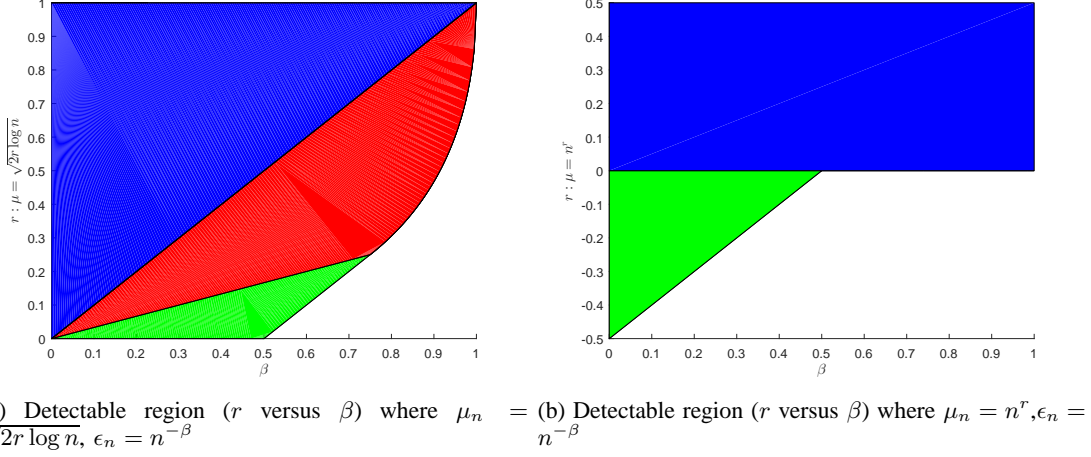 1
0.9
0.8
0.7
0.6
0.5
0.4
0.3
0.2
0.1
0
r : μ = √2r log n
0 0.1 0.2 0.3 0.4 0.5 0.6 0.7 0.8 0.9 1
β
0.5
0.4
0.3
0.2
0.1
0
-0.1
-0.2
-0.3
-0.4
-0.5
r : μ = n^r
0 0.1 0.2 0.3 0.4 0.5 0.6 0.7 0.8 0.9 1
β
) Detectable region (r versus β) where μ_n =
2r log n, ϵ_n = n^{-β}
(b) Detectable region (r versus β) where μ_n = n^r,ϵ_n =
n^{-β}